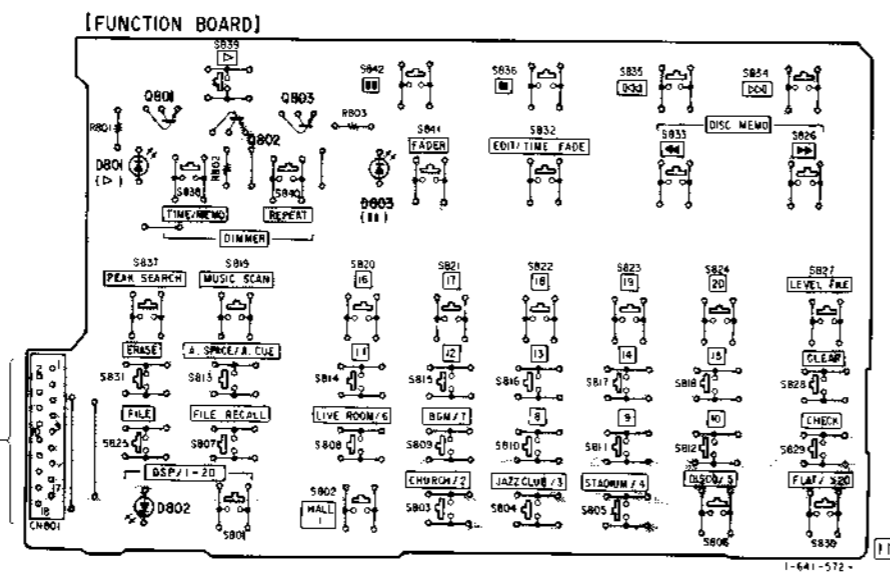 [FUNCTION BOARD]
S839
S842
S836
S835
S834
Q801
Q803
R801
R803
Q802
S841
S832
DISC MEMO
FADER
EDIT/TIME FADE
S833
S826
D801
R802
S838
S840
D803
TIME/MEMO
REPEAT
DIMMER
S837
S819
S820
S821
S822
S823
S824
S827
PEAK SEARCH
MUSIC SCAN
16
17
18
19
20
LEVEL FILE
ERASE
A. SPACE/A. CUE
11
12
13
14
15
CLEAR
2
1
S831
S813
S814
S815
S816
S817
S818
S828
FILE
FILE RECALL
LIVE ROOM/6
BGM/7
8
9
10
CHECK
S825
S807
S808
S809
S810
S811
S812
S829
DSP/1-20
CHURCH/2
JAZZ CLUB/3
STADIUM/4
DISCO/5
FLAT/>20
17
18
D802
S802
HALL
1
S803
S804
S805
CN801
S801
S806
S830
1-641-572-